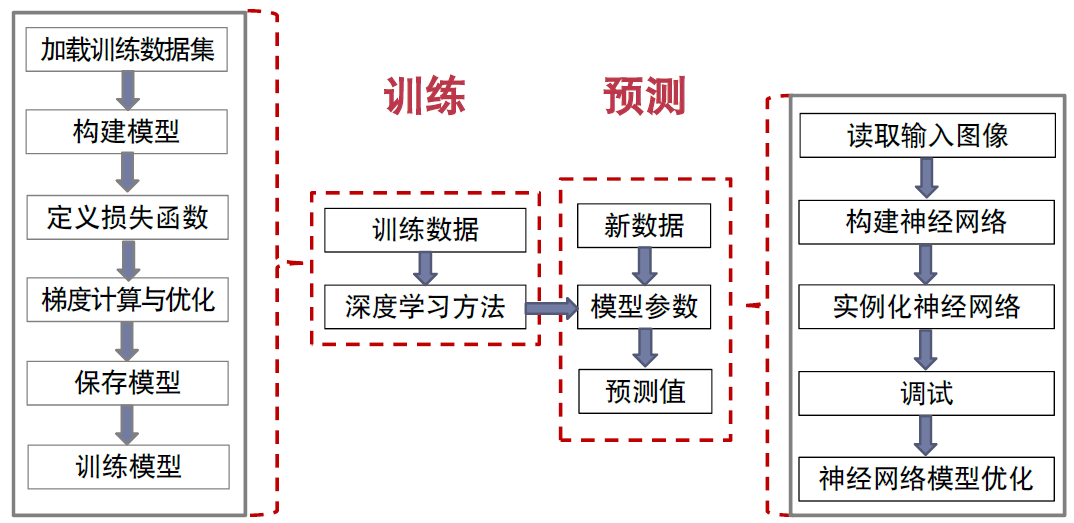 加载训练数据集
构建模型
定义损失函数
梯度计算与优化
保存模型
训练模型
训练
训练数据
深度学习方法
预测
新数据
模型参数
预测值
读取输入图像
构建神经网络
实例化神经网络
调试
神经网络模型优化